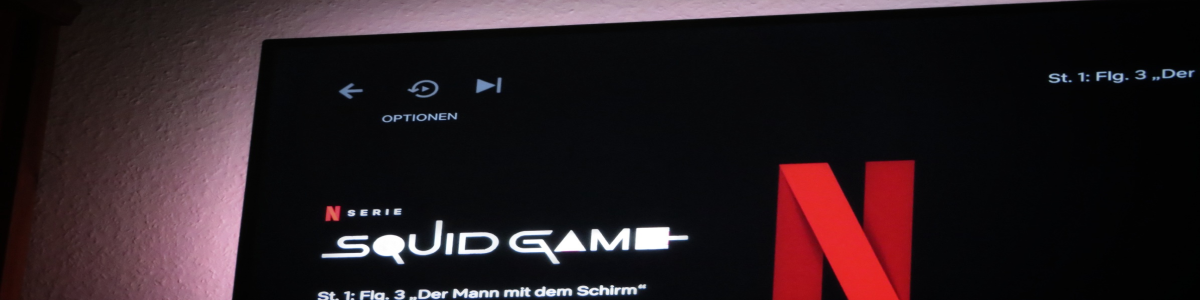 St. 1: Flg. 3 „Der
OPTIONEN
N SERIE
SQUID GAME
St. 1: Flg. 3 „Der Mann mit dem Schirm“
N